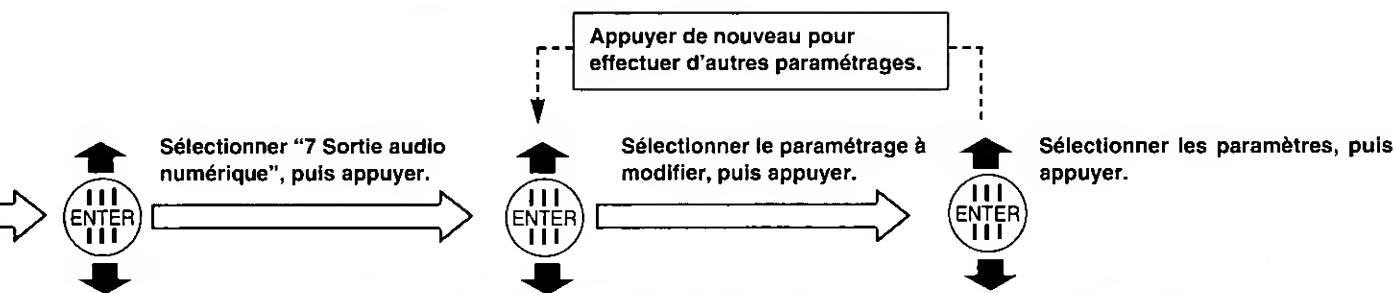 Appuyer de nouveau pour
effectuer d'autres paramétrages.
Sélectionner “7 Sortie audio
numérique”, puis appuyer.
Sélectionner le paramétrage à
modifier, puis appuyer.
Sélectionner les paramètres, puis
appuyer.
ENTER
ENTER
ENTER